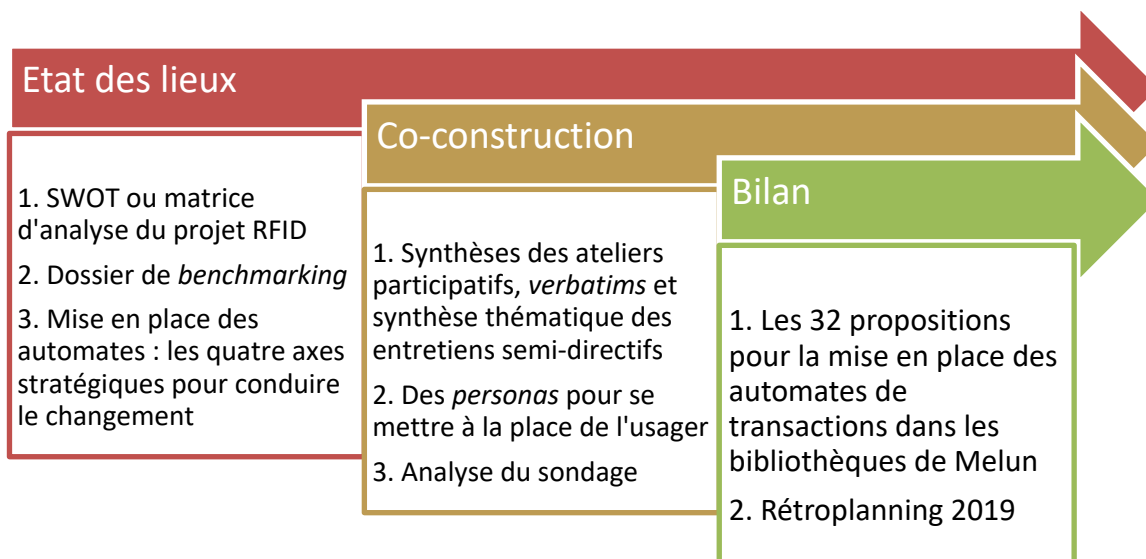 Etat des lieux
1. SWOT ou matrice
d'analyse du projet RFID
2. Dossier de benchmarking
3. Mise en place des
automates : les quatre axes
stratégiques pour conduire
le changement
Co-construction
1. Synthèses des ateliers
participatifs, verbatims et
synthèse thématique des
entretiens semi-directifs
2. Des personas pour se
mettre à la place de l'usager
3. Analyse du sondage
Bilan
1. Les 32 propositions
pour la mise en place des
automates de
transactions dans les
bibliothèques de Melun
2. Rétroplanning 2019